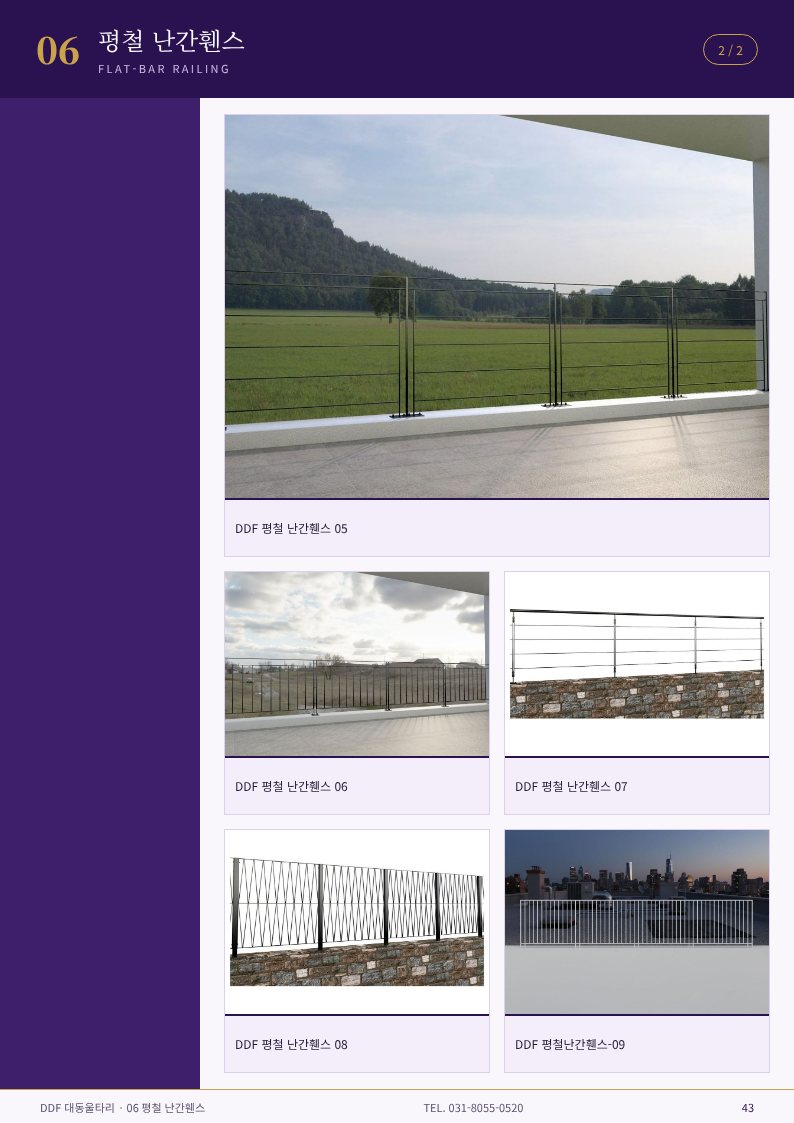 06
평철 난간휀스
FLAT-BAR RAILING
2 / 2
DDF 평철 난간휀스 05
DDF 평철 난간휀스 06
DDF 평철 난간휀스 07
DDF 평철 난간휀스 08
DDF 평철난간휀스-09
DDF 대동울타리 · 06 평철 난간휀스
TEL. 031-8055-0520
43